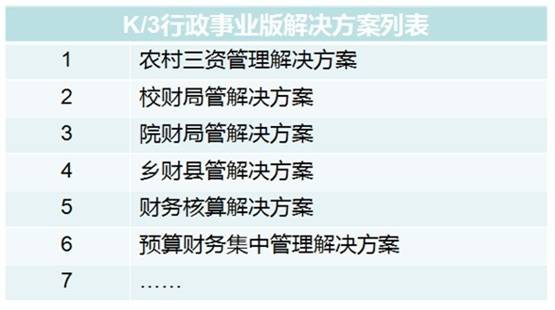 K/3行政事业版解决方案列表
1 农村三资管理解决方案
2 校财局管解决方案
3 院财局管解决方案
4 乡财县管解决方案
5 财务核算解决方案
6 预算财务集中管理解决方案
7 ……